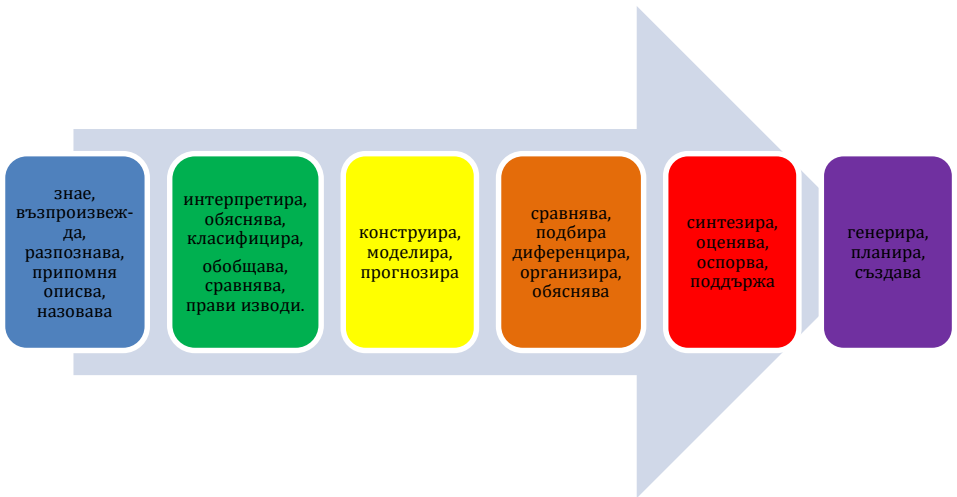 знае,
възпроизвеж-
да,
разпознава,
припомня
описва,
назовава
интерпретира,
обяснява,
класифицира,
обобщава,
сравнява,
прави изводи.
конструира,
моделира,
прогнозира
сравнява,
подбира
диференцира,
организира,
обяснява
синтезира,
оценява,
оспорва,
поддържа
генерира,
планира,
създава